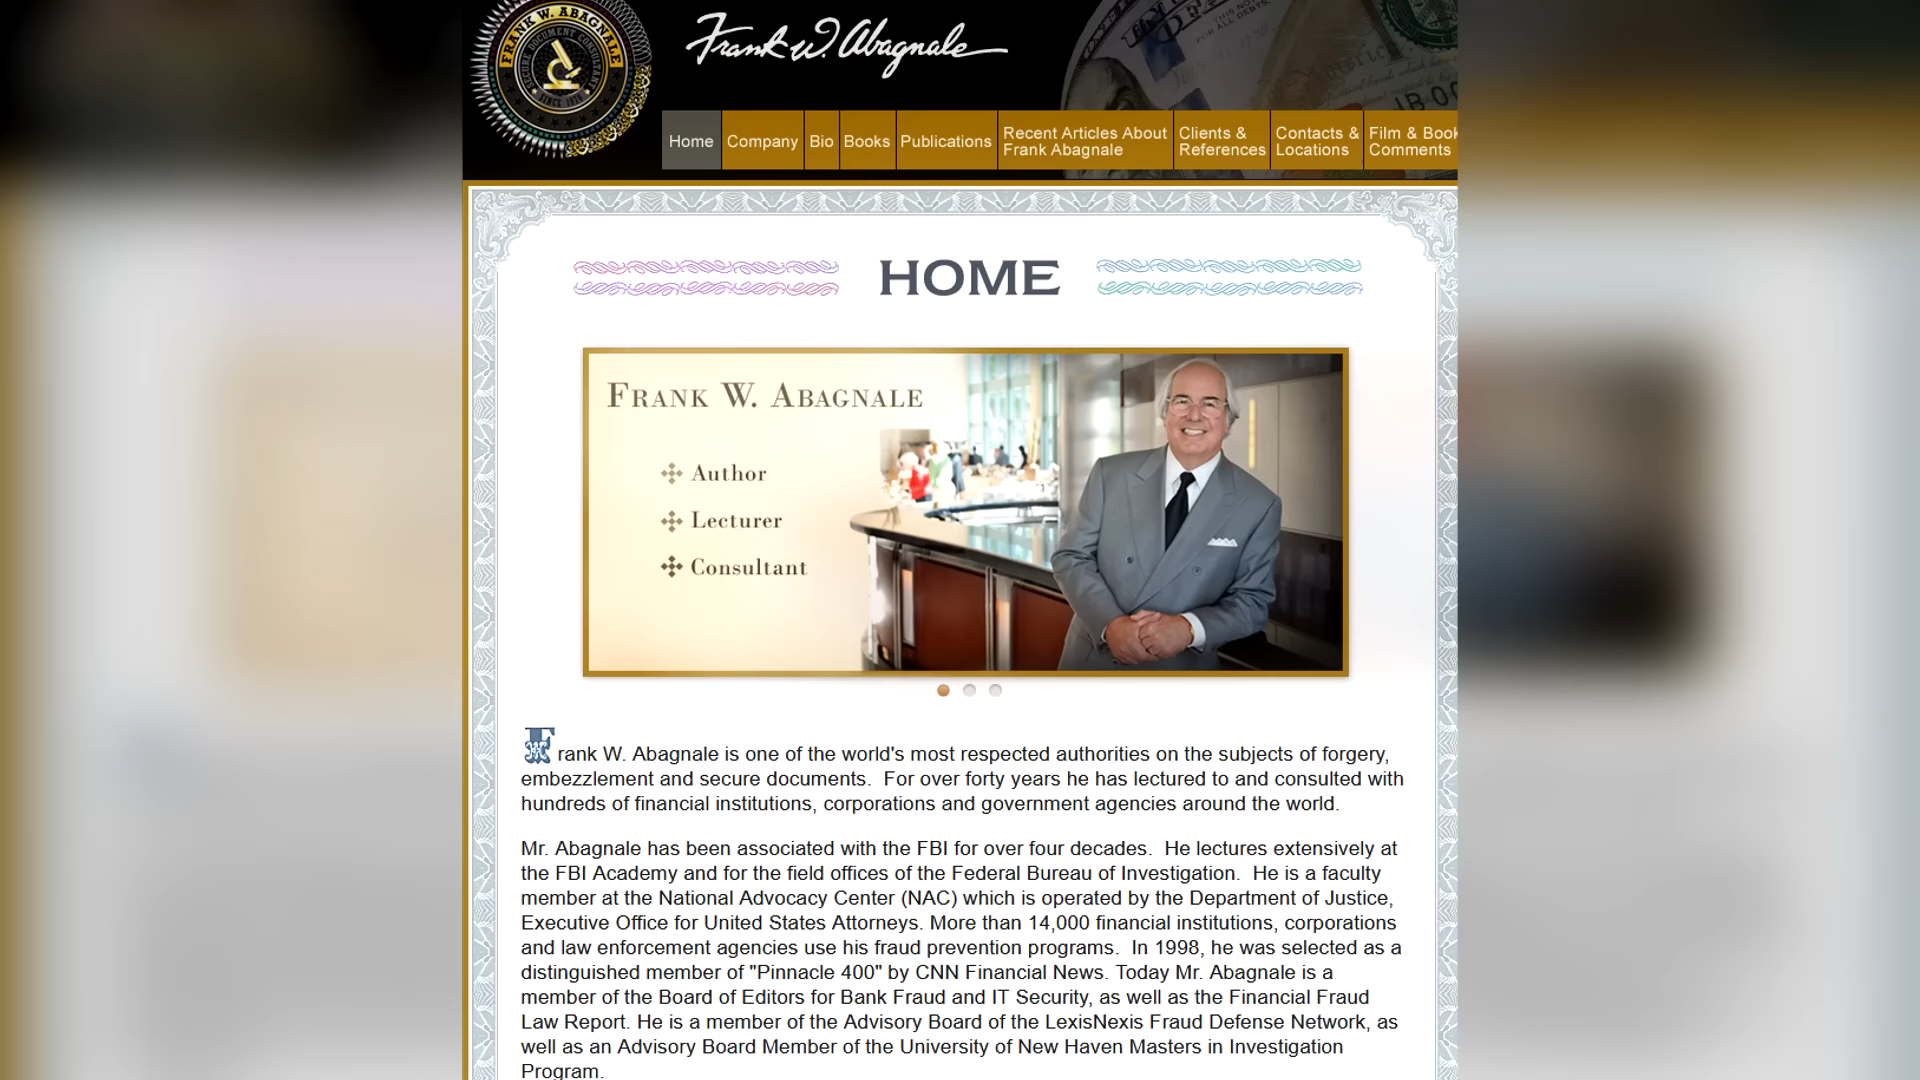 FRANK W. ABAGNALE
SECURE DOCUMENT CONSULTANT
SINCE 1976
Frank W. Abagnale
Home
Company
Bio
Books
Publications
Recent Articles About
Frank Abagnale
Clients &
References
Contacts &
Locations
Film & Book
Comments
HOME
FRANK W. ABAGNALE
Author
Lecturer
Consultant
Frank W. Abagnale is one of the world's most respected authorities on the subjects of forgery,
embezzlement and secure documents. For over forty years he has lectured to and consulted with
hundreds of financial institutions, corporations and government agencies around the world.
Mr. Abagnale has been associated with the FBI for over four decades. He lectures extensively at
the FBI Academy and for the field offices of the Federal Bureau of Investigation. He is a faculty
member at the National Advocacy Center (NAC) which is operated by the Department of Justice,
Executive Office for United States Attorneys. More than 14,000 financial institutions, corporations
and law enforcement agencies use his fraud prevention programs. In 1998, he was selected as a
distinguished member of "Pinnacle 400" by CNN Financial News. Today Mr. Abagnale is a
member of the Board of Editors for Bank Fraud and IT Security, as well as the Financial Fraud
Law Report. He is a member of the Advisory Board of the LexisNexis Fraud Defense Network, as
well as an Advisory Board Member of the University of New Haven Masters in Investigation
Program.